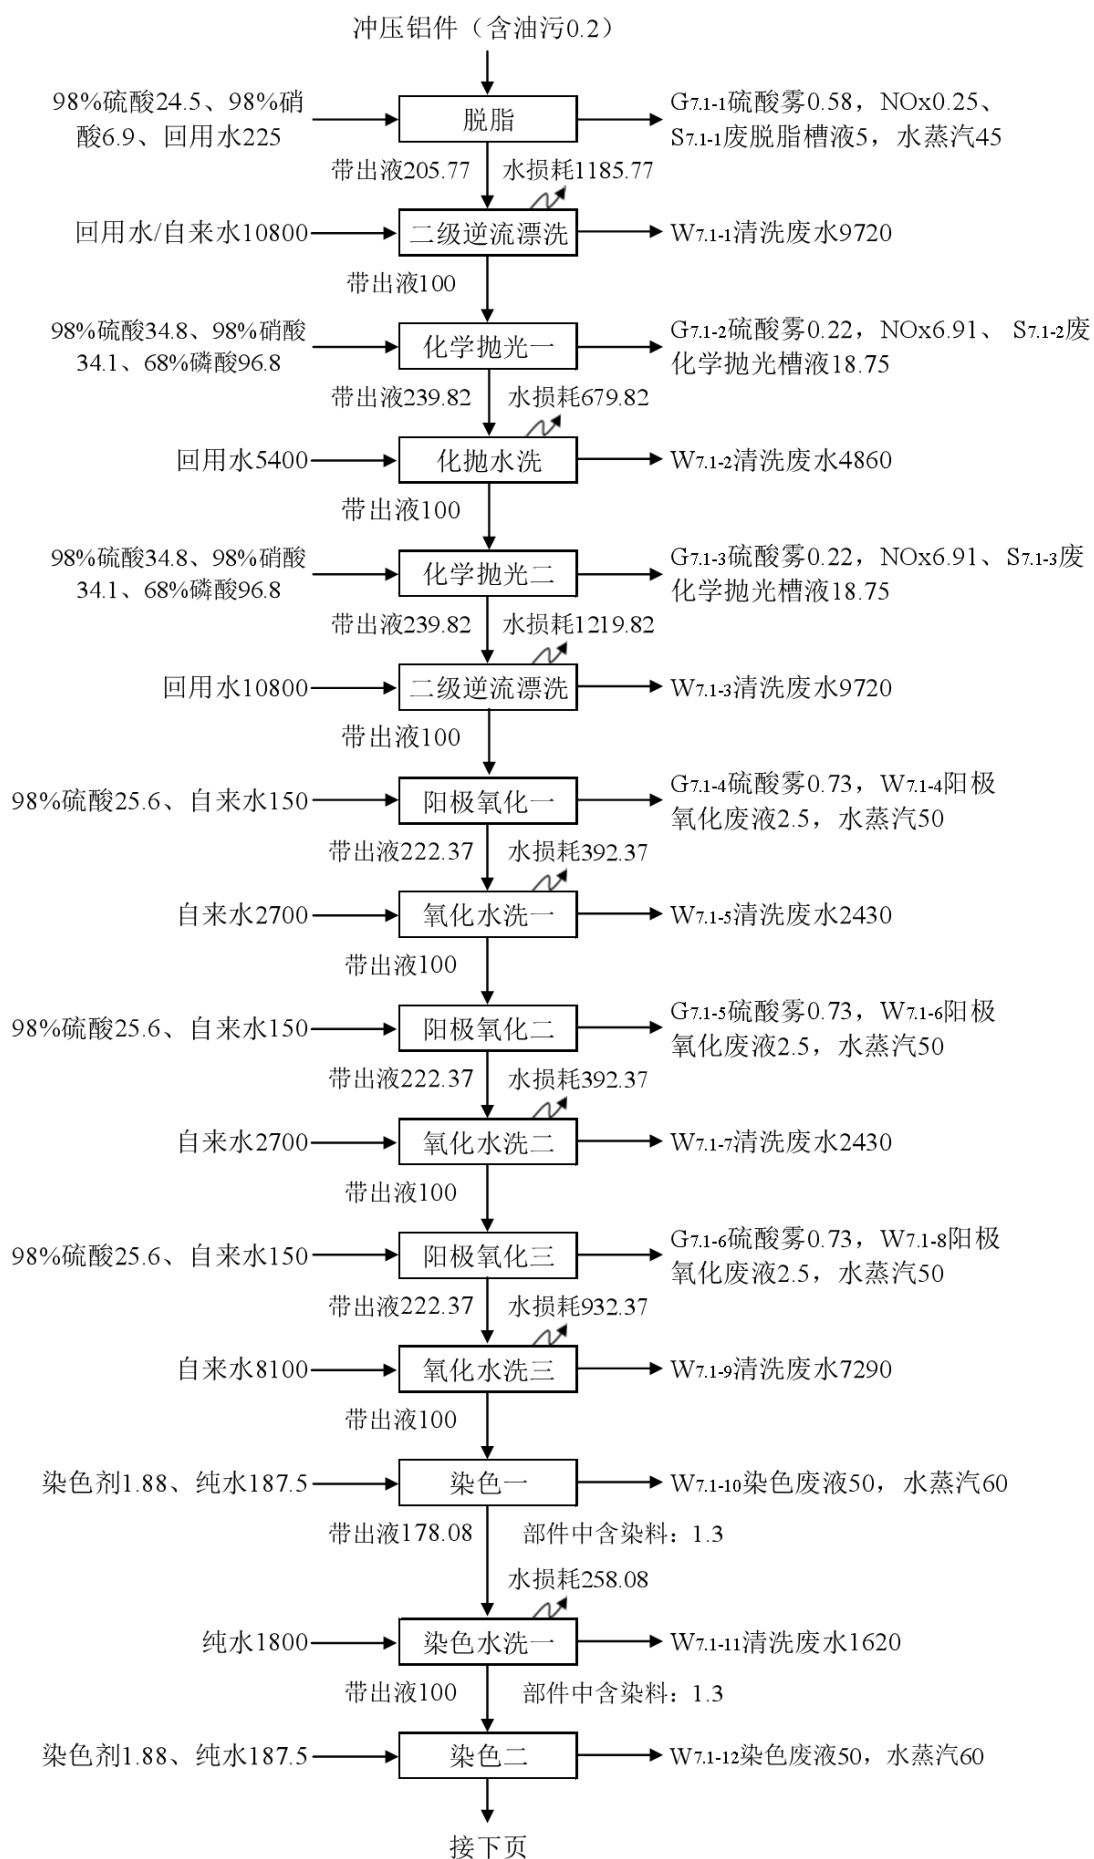 冲压铝件（含油污0.2）
98%硫酸24.5、98%硝
酸6.9、回用水225
脱脂
G7.1-1硫酸雾0.58，NOx0.25、
S7.1-1废脱脂槽液5，水蒸汽45
带出液205.77
水损耗1185.77
回用水/自来水10800
二级逆流漂洗
W7.1-1清洗废水9720
带出液100
98%硫酸34.8、98%硝酸
34.1、68%磷酸96.8
化学抛光一
G7.1-2硫酸雾0.22，NOx6.91、 S7.1-2废
化学抛光槽液18.75
带出液239.82
水损耗679.82
回用水5400
化抛水洗
W7.1-2清洗废水4860
带出液100
98%硫酸34.8、98%硝酸
34.1、68%磷酸96.8
化学抛光二
G7.1-3硫酸雾0.22，NOx6.91、S7.1-3废
化学抛光槽液18.75
带出液239.82
水损耗1219.82
回用水10800
二级逆流漂洗
W7.1-3清洗废水9720
带出液100
98%硫酸25.6、自来水150
阳极氧化一
G7.1-4硫酸雾0.73，W7.1-4阳极
氧化废液2.5，水蒸汽50
带出液222.37
水损耗392.37
自来水2700
氧化水洗一
W7.1-5清洗废水2430
带出液100
98%硫酸25.6、自来水150
阳极氧化二
G7.1-5硫酸雾0.73，W7.1-6阳极
氧化废液2.5，水蒸汽50
带出液222.37
水损耗392.37
自来水2700
氧化水洗二
W7.1-7清洗废水2430
带出液100
98%硫酸25.6、自来水150
阳极氧化三
G7.1-6硫酸雾0.73，W7.1-8阳极
氧化废液2.5，水蒸汽50
带出液222.37
水损耗932.37
自来水8100
氧化水洗三
W7.1-9清洗废水7290
带出液100
染色剂1.88、纯水187.5
染色一
W7.1-10染色废液50，水蒸汽60
带出液178.08
部件中含染料：1.3
水损耗258.08
纯水1800
染色水洗一
W7.1-11清洗废水1620
带出液100
部件中含染料：1.3
染色剂1.88、纯水187.5
染色二
W7.1-12染色废液50，水蒸汽60
接下页